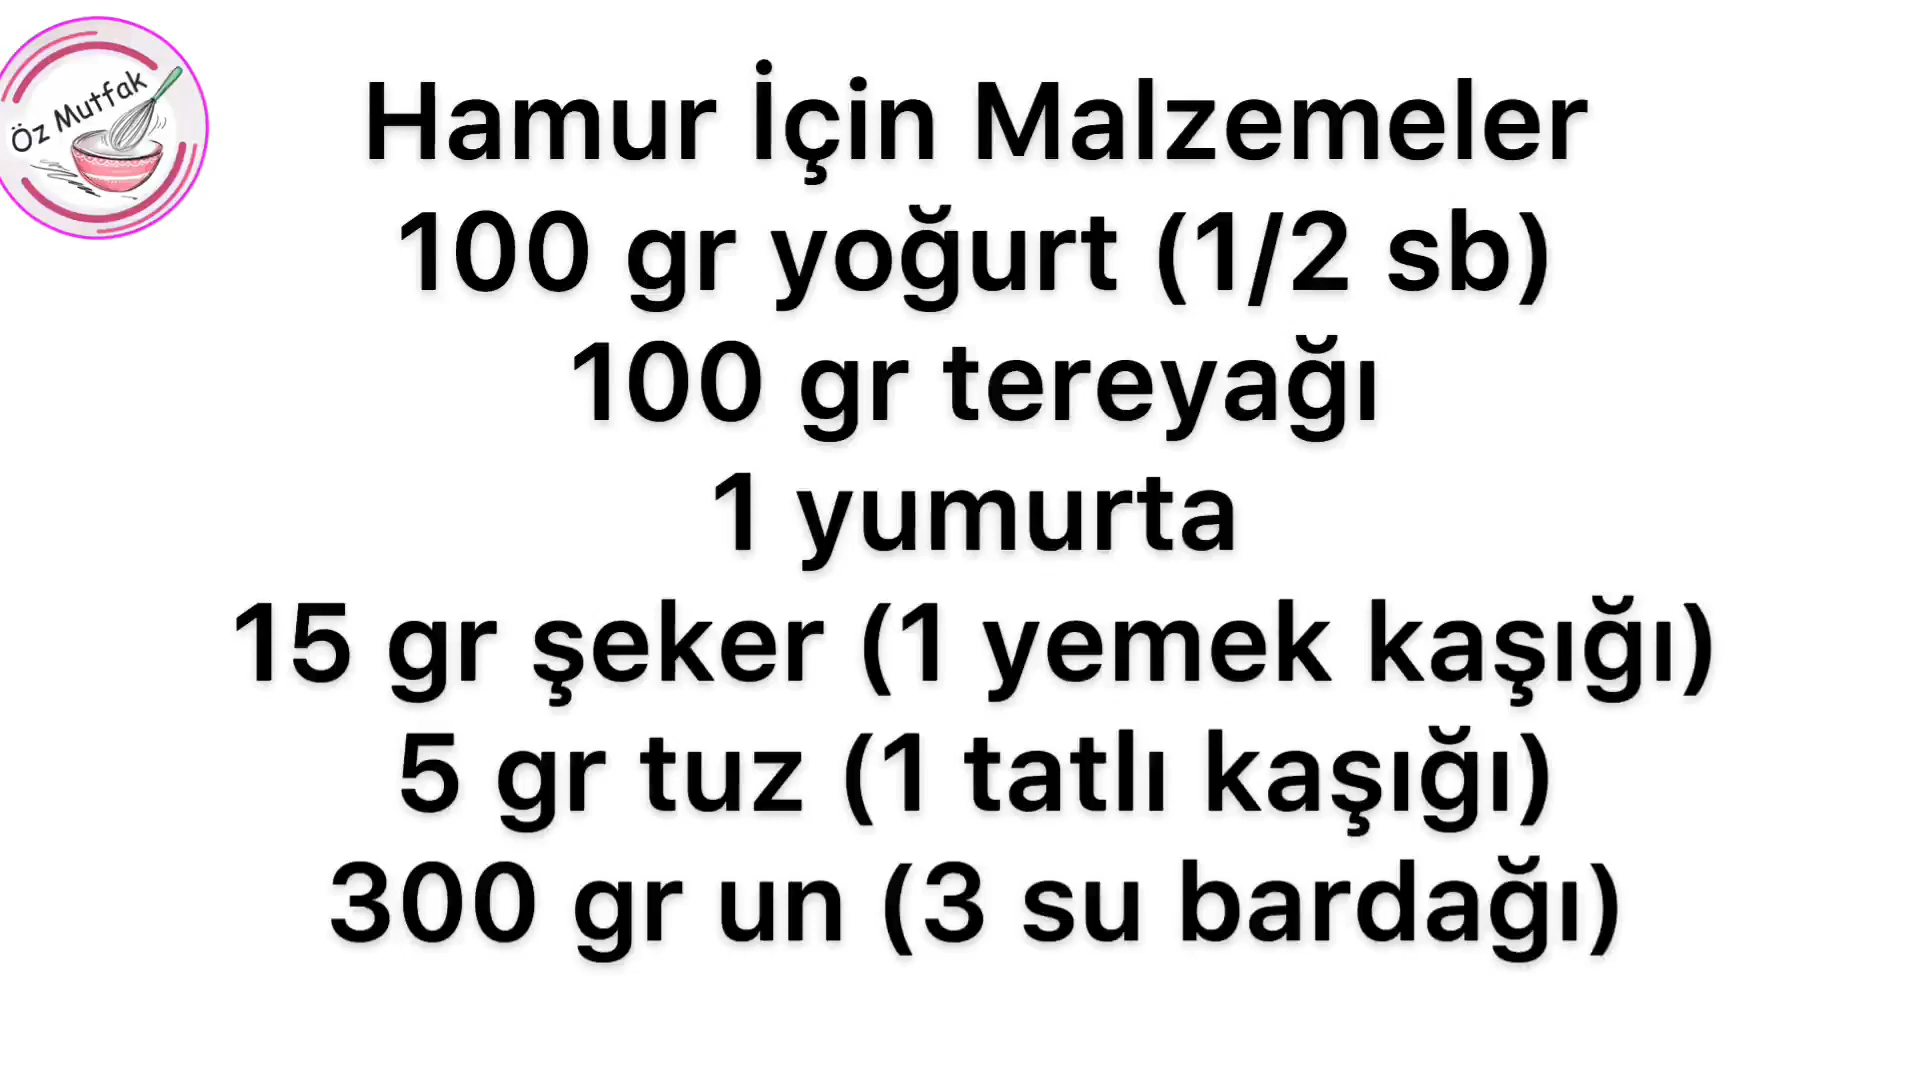 Öz Mutfak
Hamur İçin Malzemeler
100 gr yoğurt (1/2 sb)
100 gr tereyağı
1 yumurta
15 gr şeker (1 yemek kaşığı)
5 gr tuz (1 tatlı kaşığı)
300 gr un (3 su bardağı)